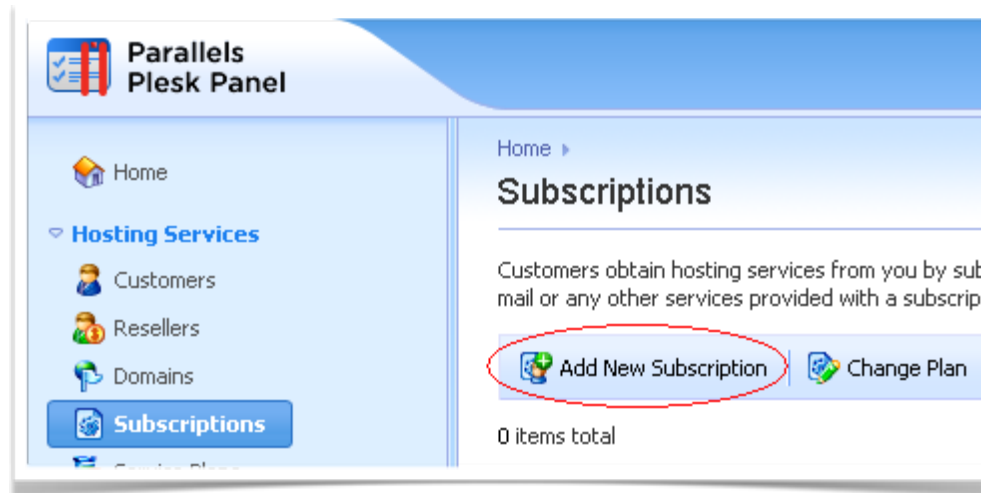 Parallels
Plesk Panel
Home
Hosting Services
Customers
Resellers
Domains
Subscriptions
Home
Subscriptions
Customers obtain hosting services from you by sub
mail or any other services provided with a subscrip
Add New Subscription
Change Plan
0 items total